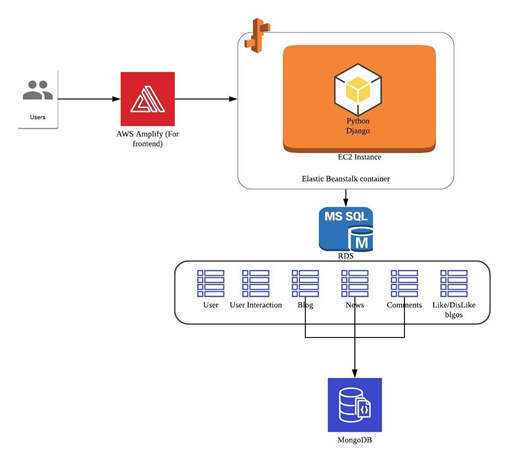 Users
AWS Amplify (For
frontend)
Python
Django
EC2 Instance
Elastic Beanstalk container
MS SQL
M
RDS
User
User Interaction
Blog
News
Comments
Like/DisLike
blgos
{}
MongoDB